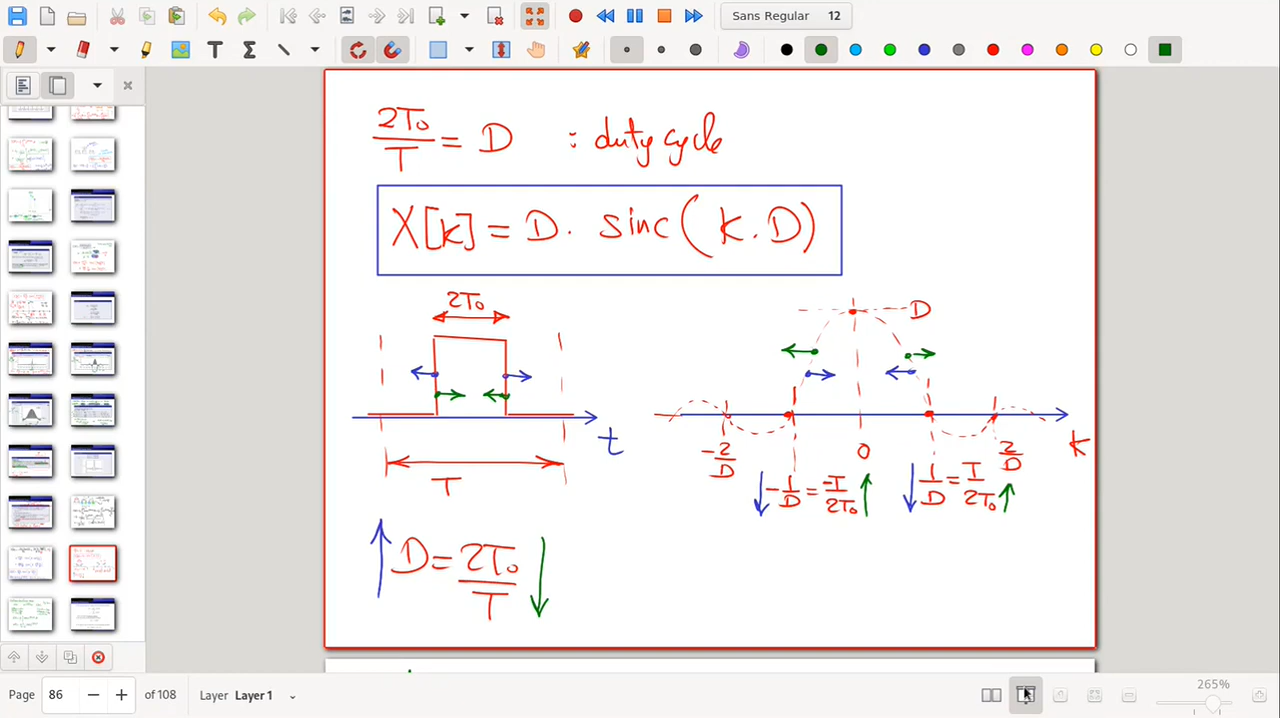 Sans Regular 12
2T₀/T = D : duty cycle
X[k] = D. sinc( k.D)
2T₀
D
t
T
-2/D
0
2/D
k
-1/D = -T/2T₀
1/D = T/2T₀
D = 2T₀/T
265%
Page 86 of 108 Layer Layer 1